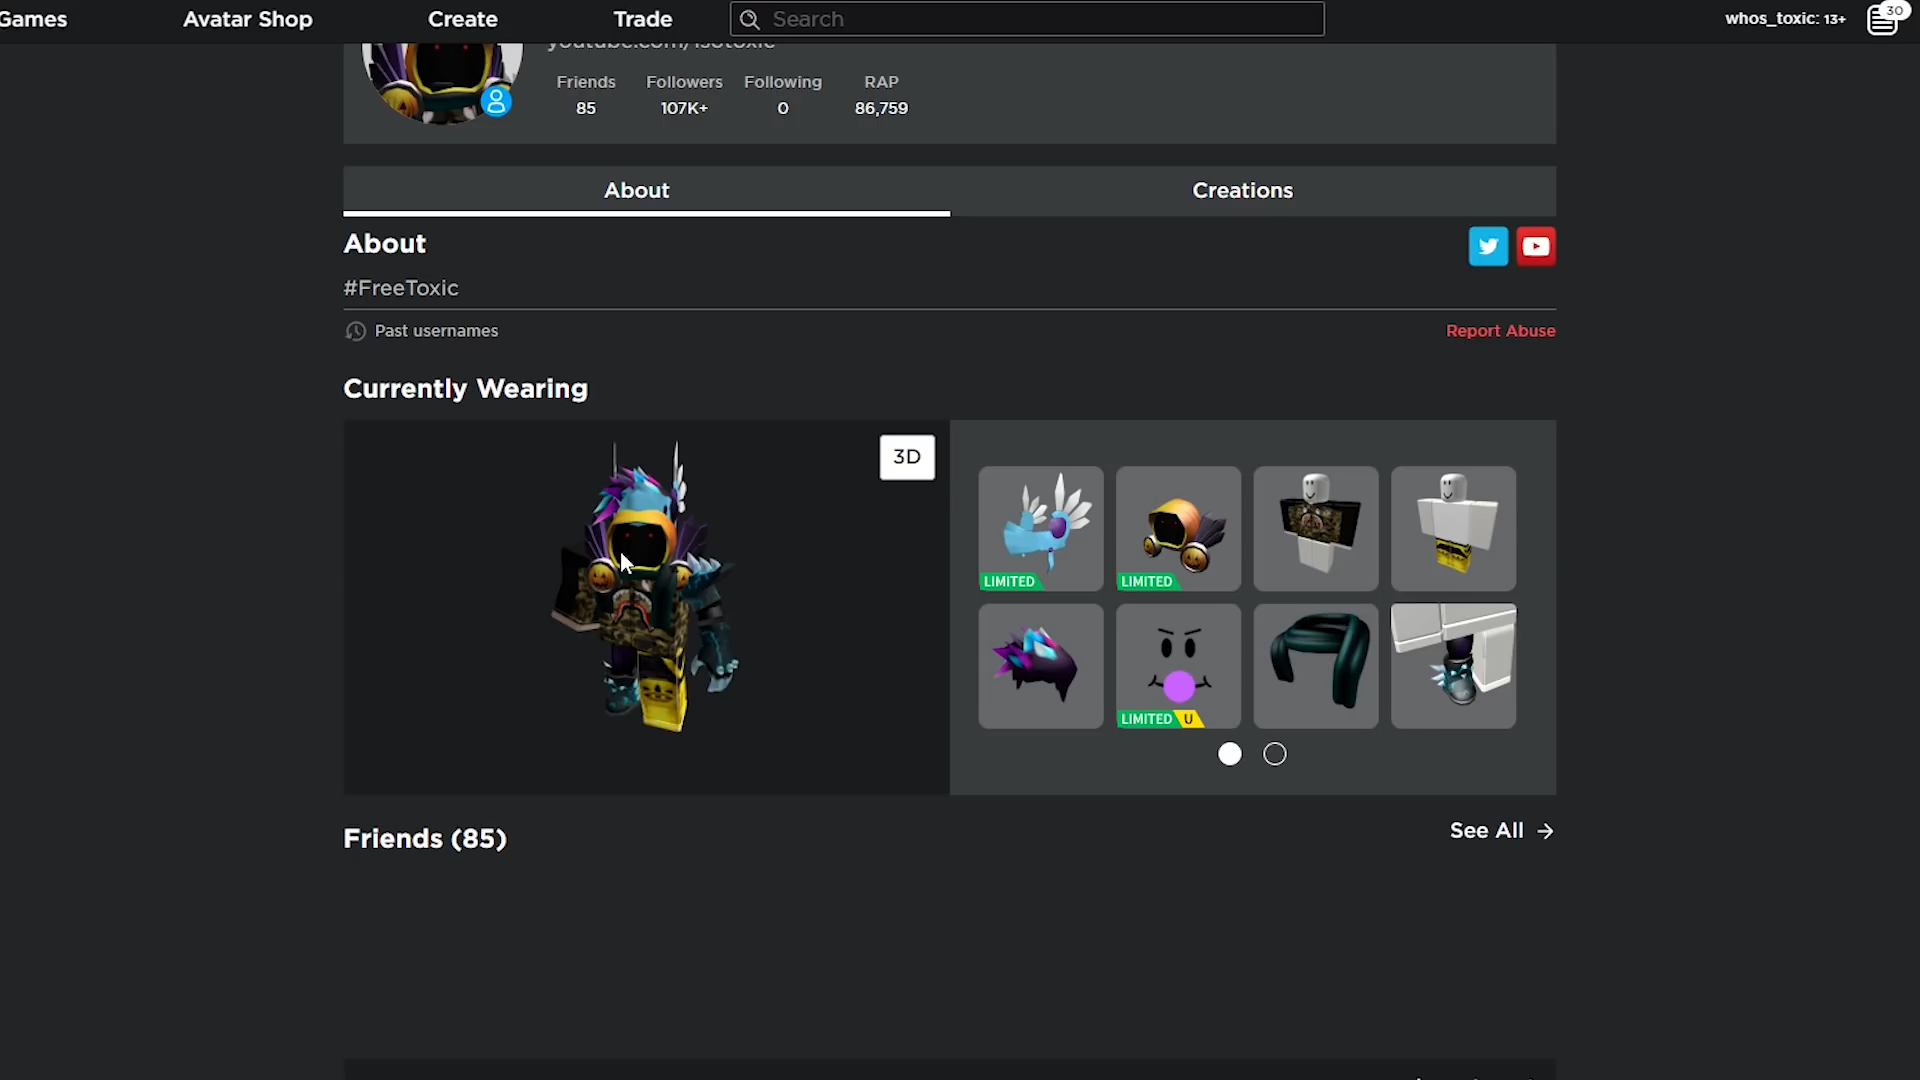 Games Avatar Shop Create Trade Search whos_toxic: 13+ 30
Friends Followers Following RAP
85 107K+ 0 86,759
About Creations
About
#FreeToxic
Past usernames Report Abuse
Currently Wearing
3D
LIMITED LIMITED
LIMITED U
Friends (85) See All